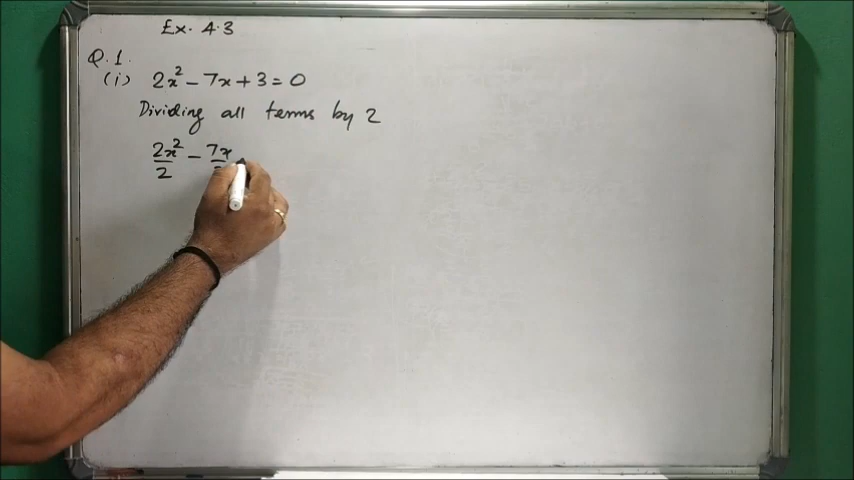 Ex. 4.3
Q.1.
(i) 2x² - 7x + 3 = 0
Dividing all terms by 2
2x²/2 - 7x/